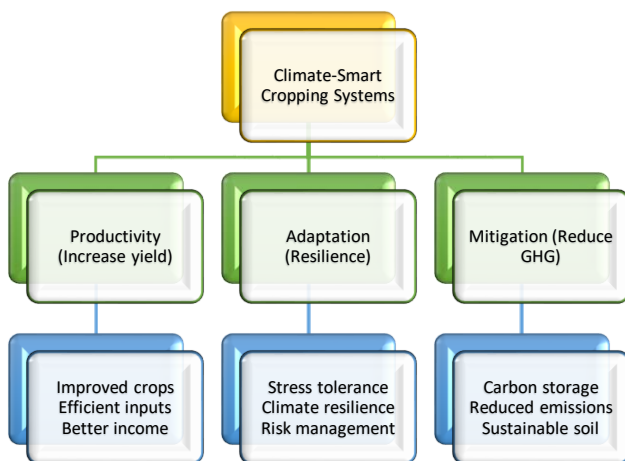 Climate-Smart
Cropping Systems
Productivity
(Increase yield)
Adaptation
(Resilience)
Mitigation (Reduce
GHG)
Improved crops
Efficient inputs
Better income
Stress tolerance
Climate resilience
Risk management
Carbon storage
Reduced emissions
Sustainable soil